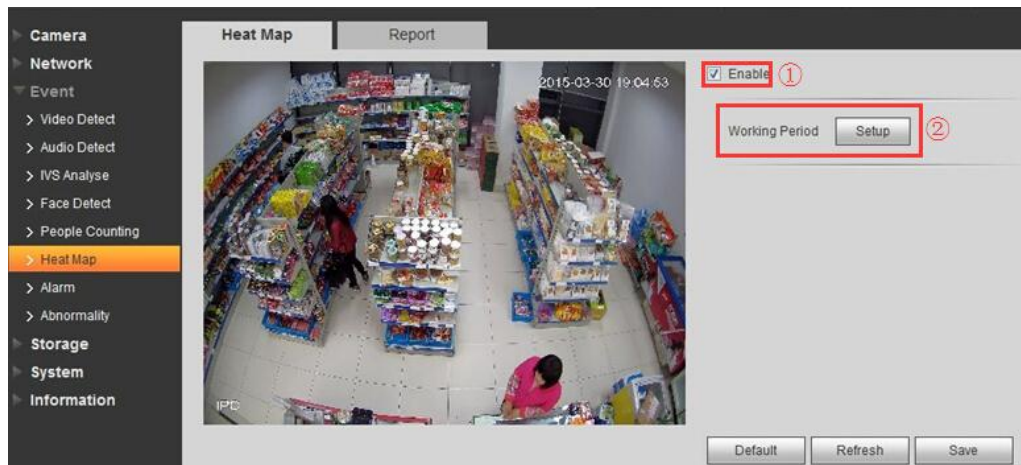 Heat Map
Report
Camera
Network
Event
> Video Detect
> Audio Detect
> IVS Analyse
> Face Detect
> People Counting
> Heat Map
> Alarm
> Abnormality
Storage
System
Information
2015-03-30 19:04:53
IPC
Enable ①
Working Period Setup ②
Default Refresh Save